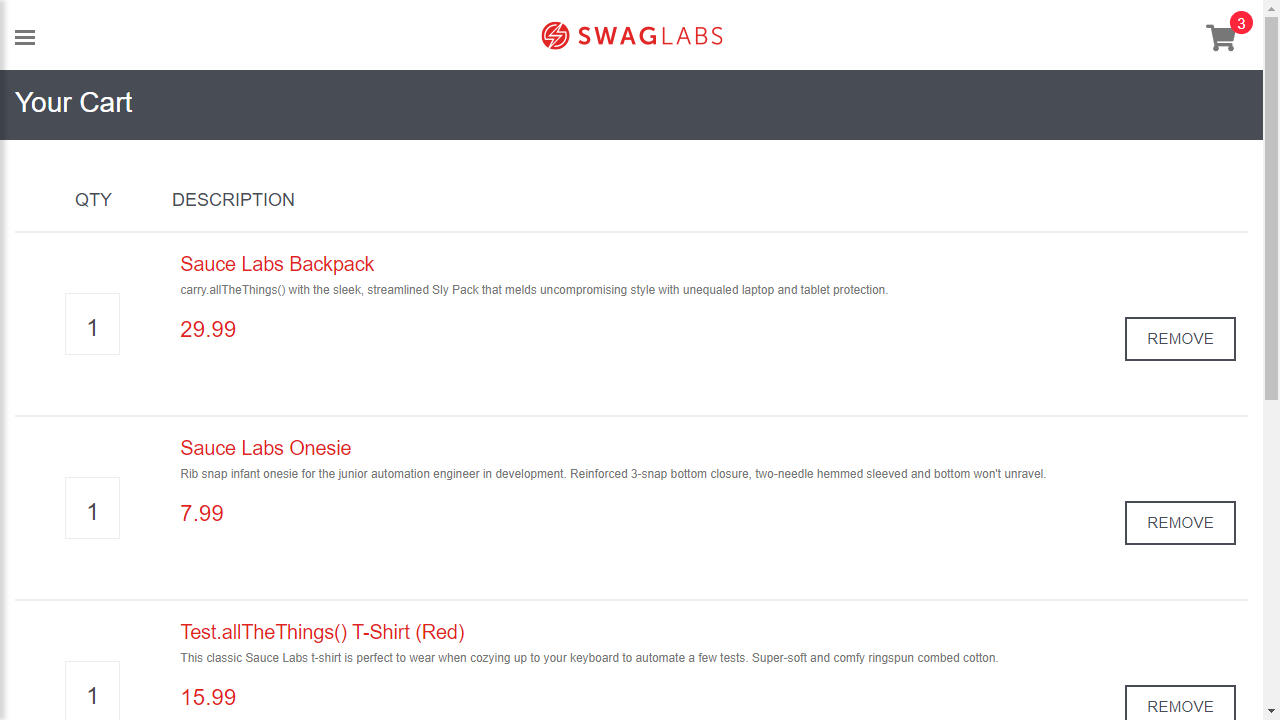 SWAGLABS
3
Your Cart
QTY DESCRIPTION
Sauce Labs Backpack
carry.allTheThings() with the sleek, streamlined Sly Pack that melds uncompromising style with unequaled laptop and tablet protection.
1
29.99
REMOVE
Sauce Labs Onesie
Rib snap infant onesie for the junior automation engineer in development. Reinforced 3-snap bottom closure, two-needle hemmed sleeved and bottom won't unravel.
1
7.99
REMOVE
Test.allTheThings() T-Shirt (Red)
This classic Sauce Labs t-shirt is perfect to wear when cozying up to your keyboard to automate a few tests. Super-soft and comfy ringspun combed cotton.
1
15.99
REMOVE